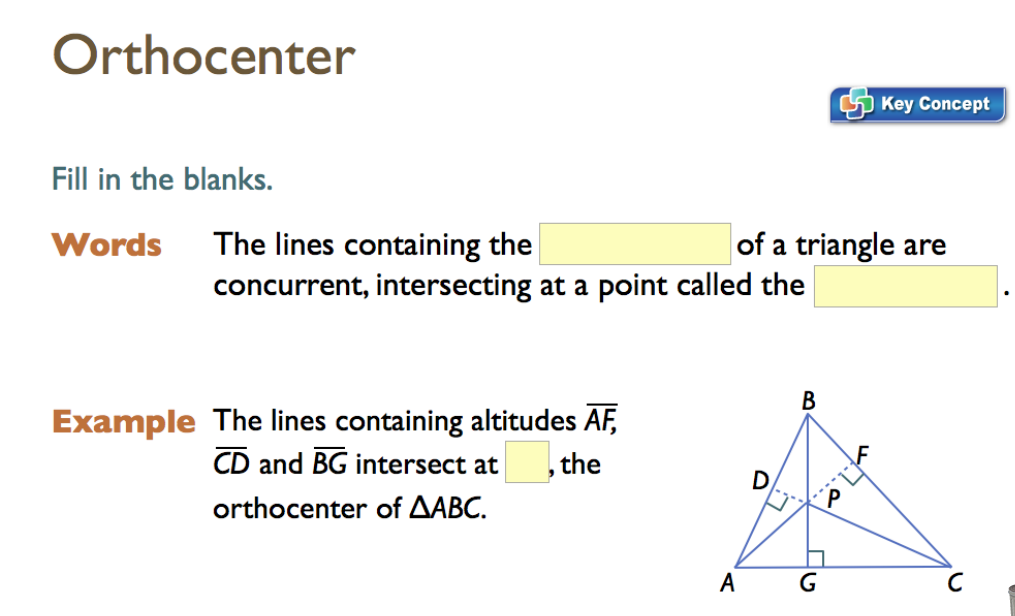 Orthocenter
Key Concept
Fill in the blanks.
Words The lines containing the of a triangle are
concurrent, intersecting at a point called the .
Example The lines containing altitudes AF,
CD and BG intersect at , the
orthocenter of ΔABC.
B
F
D
P
A
G
C